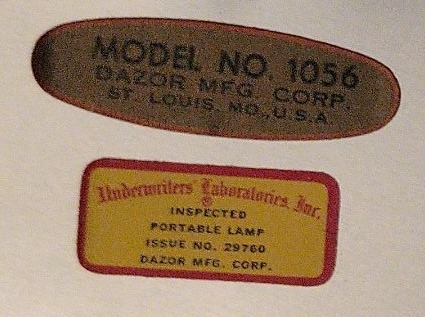 MODEL NO. 1056
DAZOR MFG. CORP.
ST. LOUIS, MO., U.S.A.
Underwriters Laboratories, Inc.
®
INSPECTED
PORTABLE LAMP
ISSUE NO. 29760
DAZOR MFG. CORP.